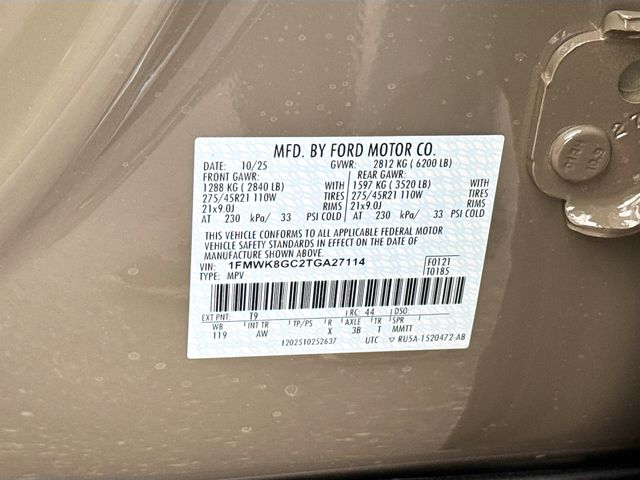 MFD. BY FORD MOTOR CO.
DATE: 10/25 GVWR: 2812 KG (6200 LB)
FRONT GAWR: REAR GAWR:
1288 KG (2840 LB) WITH 1597 KG (3520 LB) WITH
275/45R21 110W TIRES 275/45R21 110W TIRES
21x9.0J RIMS 21x9.0J RIMS
AT 230 kPa/ 33 PSI COLD AT 230 kPa/ 33 PSI COLD
THIS VEHICLE CONFORMS TO ALL APPLICABLE FEDERAL MOTOR
VEHICLE SAFETY STANDARDS IN EFFECT ON THE DATE OF
MANUFACTURE SHOWN ABOVE.
VIN: 1FMWK8GC2TGA27114 F0121
TYPE: MPV T0185
EXT PNT: T9 RC: 44 DSO:
WB INT TR TP/PS R AXLE TR SPR
119 AW X 3B T MMTT
1202510252637 UTC ▽ RU5A-1520472-AB
10.9